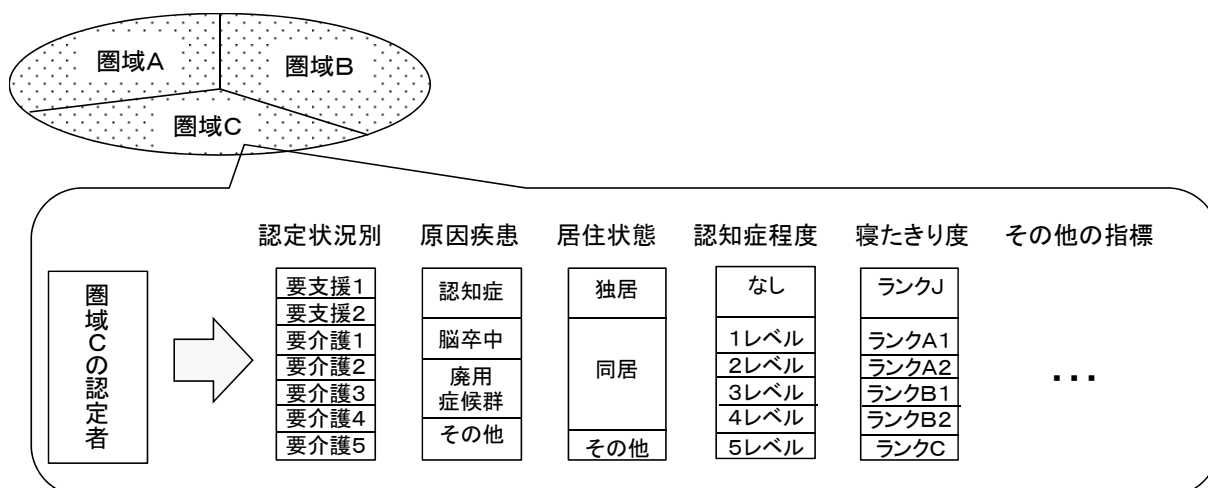 圏域A
圏域B
圏域C
認定状況別
原因疾患
居住状態
認知症程度
寝たきり度
その他の指標
圏域Cの認定者
要支援1
要支援2
要介護1
要介護2
要介護3
要介護4
要介護5
認知症
脳卒中
廃用
症候群
その他
独居
同居
その他
なし
1レベル
2レベル
3レベル
4レベル
5レベル
ランクJ
ランクA1
ランクA2
ランクB1
ランクB2
ランクC
...